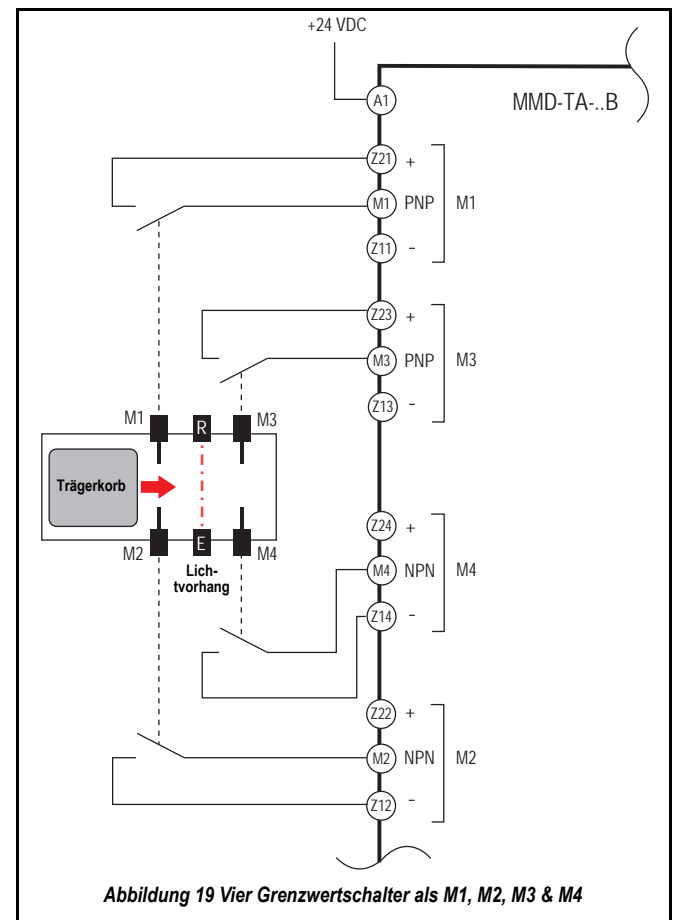 +24 VDC
A1
MMD-TA-..B
Z21 +
M1 PNP M1
Z11 -
Z23 +
M3 PNP M3
Z13 -
M1 R M3
Trägerkorb
M2 E M4
Lich-
tvorhang
Z24 +
M4 NPN M4
Z14 -
Z22 +
M2 NPN M2
Z12 -
Abbildung 19 Vier Grenzwertschalter als M1, M2, M3 & M4